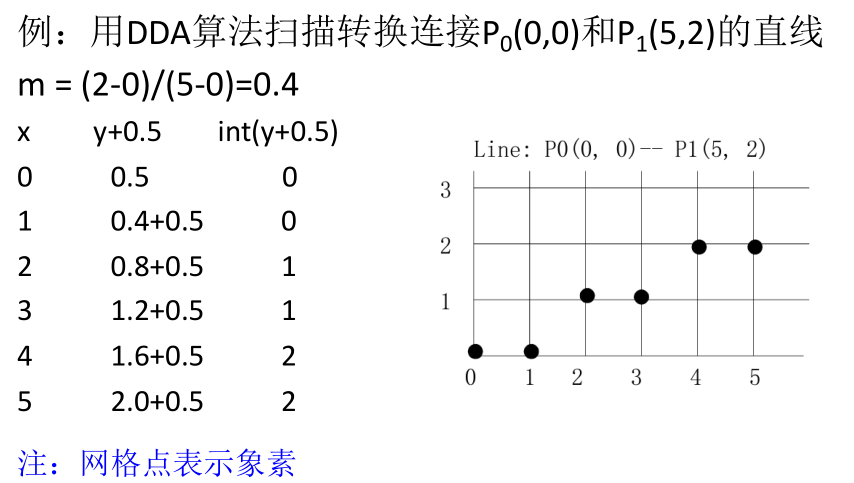 例：用DDA算法扫描转换连接P₀(0,0)和P₁(5,2)的直线
m = (2-0)/(5-0)=0.4
x y+0.5 int(y+0.5)
0 0.5 0
1 0.4+0.5 0
2 0.8+0.5 1
3 1.2+0.5 1
4 1.6+0.5 2
5 2.0+0.5 2
注：网格点表示象素
Line: P0(0, 0)-- P1(5, 2)
3
2
1
0 1 2 3 4 5